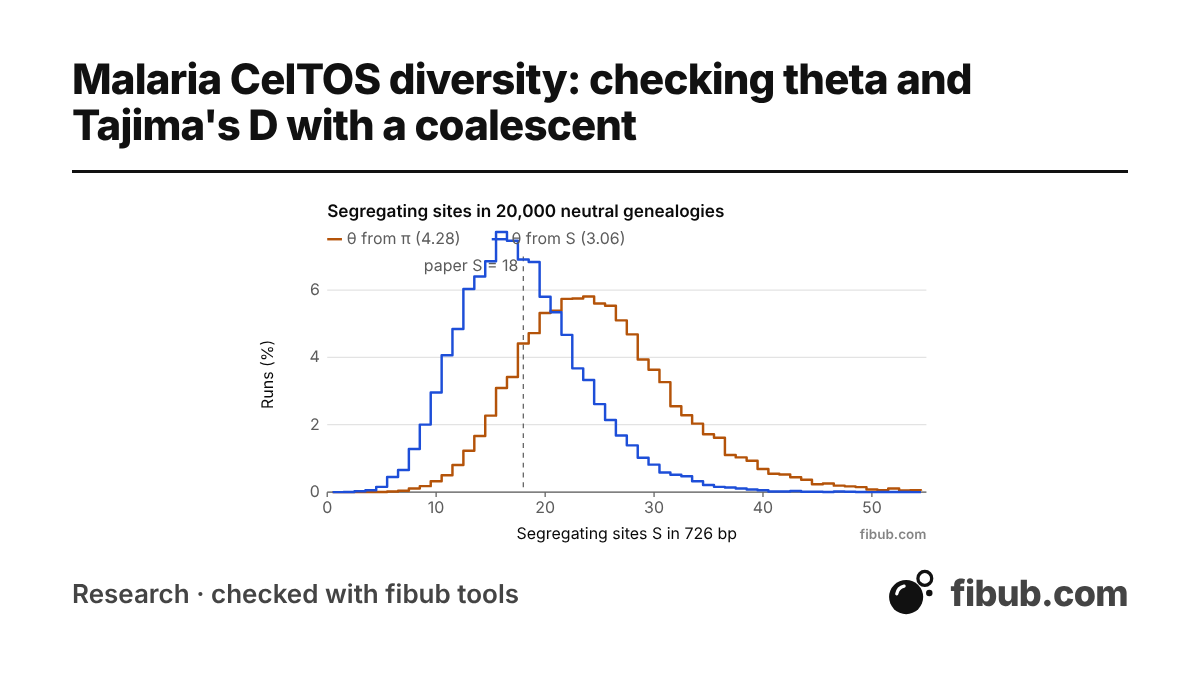 Malaria CelTOS diversity: checking theta and
Tajima's D with a coalescent
Segregating sites in 20,000 neutral genealogies
θ from π (4.28) θ from S (3.06)
paper S = 18
6
4
2
0
Runs (%)
0 10 20 30 40 50
Segregating sites S in 726 bp
fibub.com
Research · checked with fibub tools
fibub.com